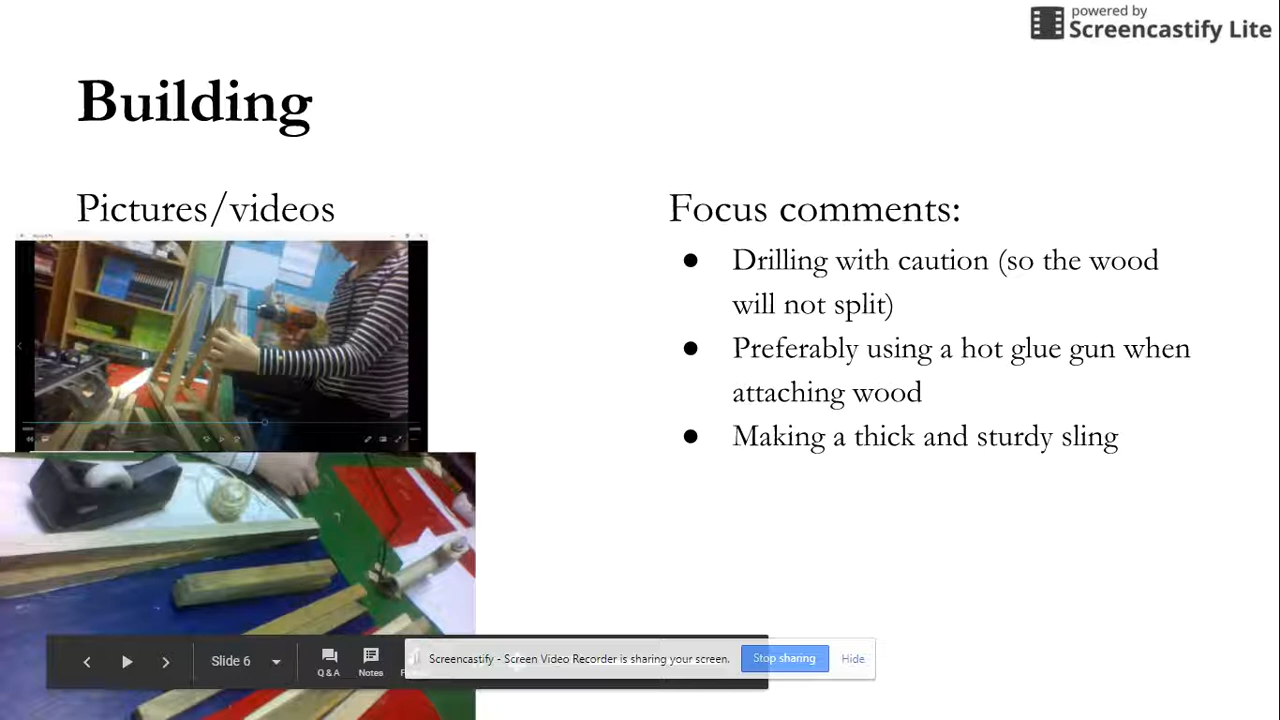 powered by
Screencastify Lite
Building
Pictures/videos
Focus comments:
● Drilling with caution (so the wood
will not split)
● Preferably using a hot glue gun when
attaching wood
● Making a thick and sturdy sling
Slide 6
Q & A
Notes
Screencastify - Screen Video Recorder is sharing your screen.
Stop sharing
Hide